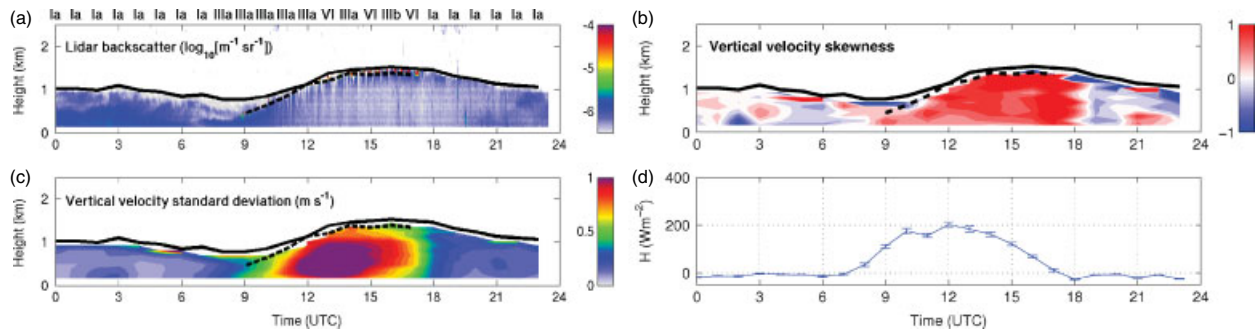 (a) Ia Ia Ia Ia Ia Ia Ia Ia IIIa IIIa IIIa IIIa IIIa VI IIIa VI IIIb VI Ia Ia Ia Ia Ia Ia
Lidar backscatter (log₁₀[m⁻¹ sr⁻¹])
Height (km)
2
1
0
0 3 6 9 12 15 18 21 24
-4
-5
-6
(b)
Vertical velocity skewness
Height (km)
2
1
0
0 3 6 9 12 15 18 21 24
1
0
-1
(c)
Vertical velocity standard deviation (m s⁻¹)
Height (km)
2
1
0
0 3 6 9 12 15 18 21 24
Time (UTC)
1
0.5
0
(d)
H (Wm⁻²)
400
200
0
0 3 6 9 12 15 18 21 24
Time (UTC)